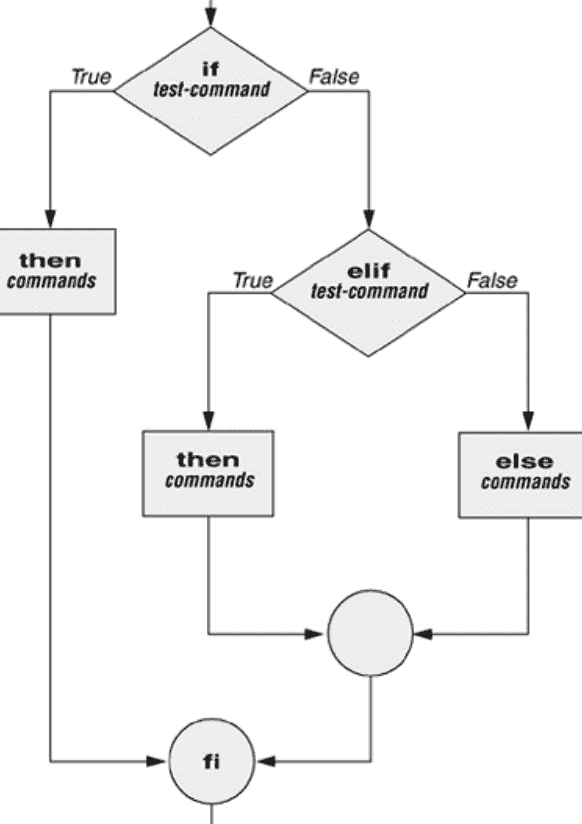 if
test-command
True
False
then
commands
elif
test-command
True
False
then
commands
else
commands
fi